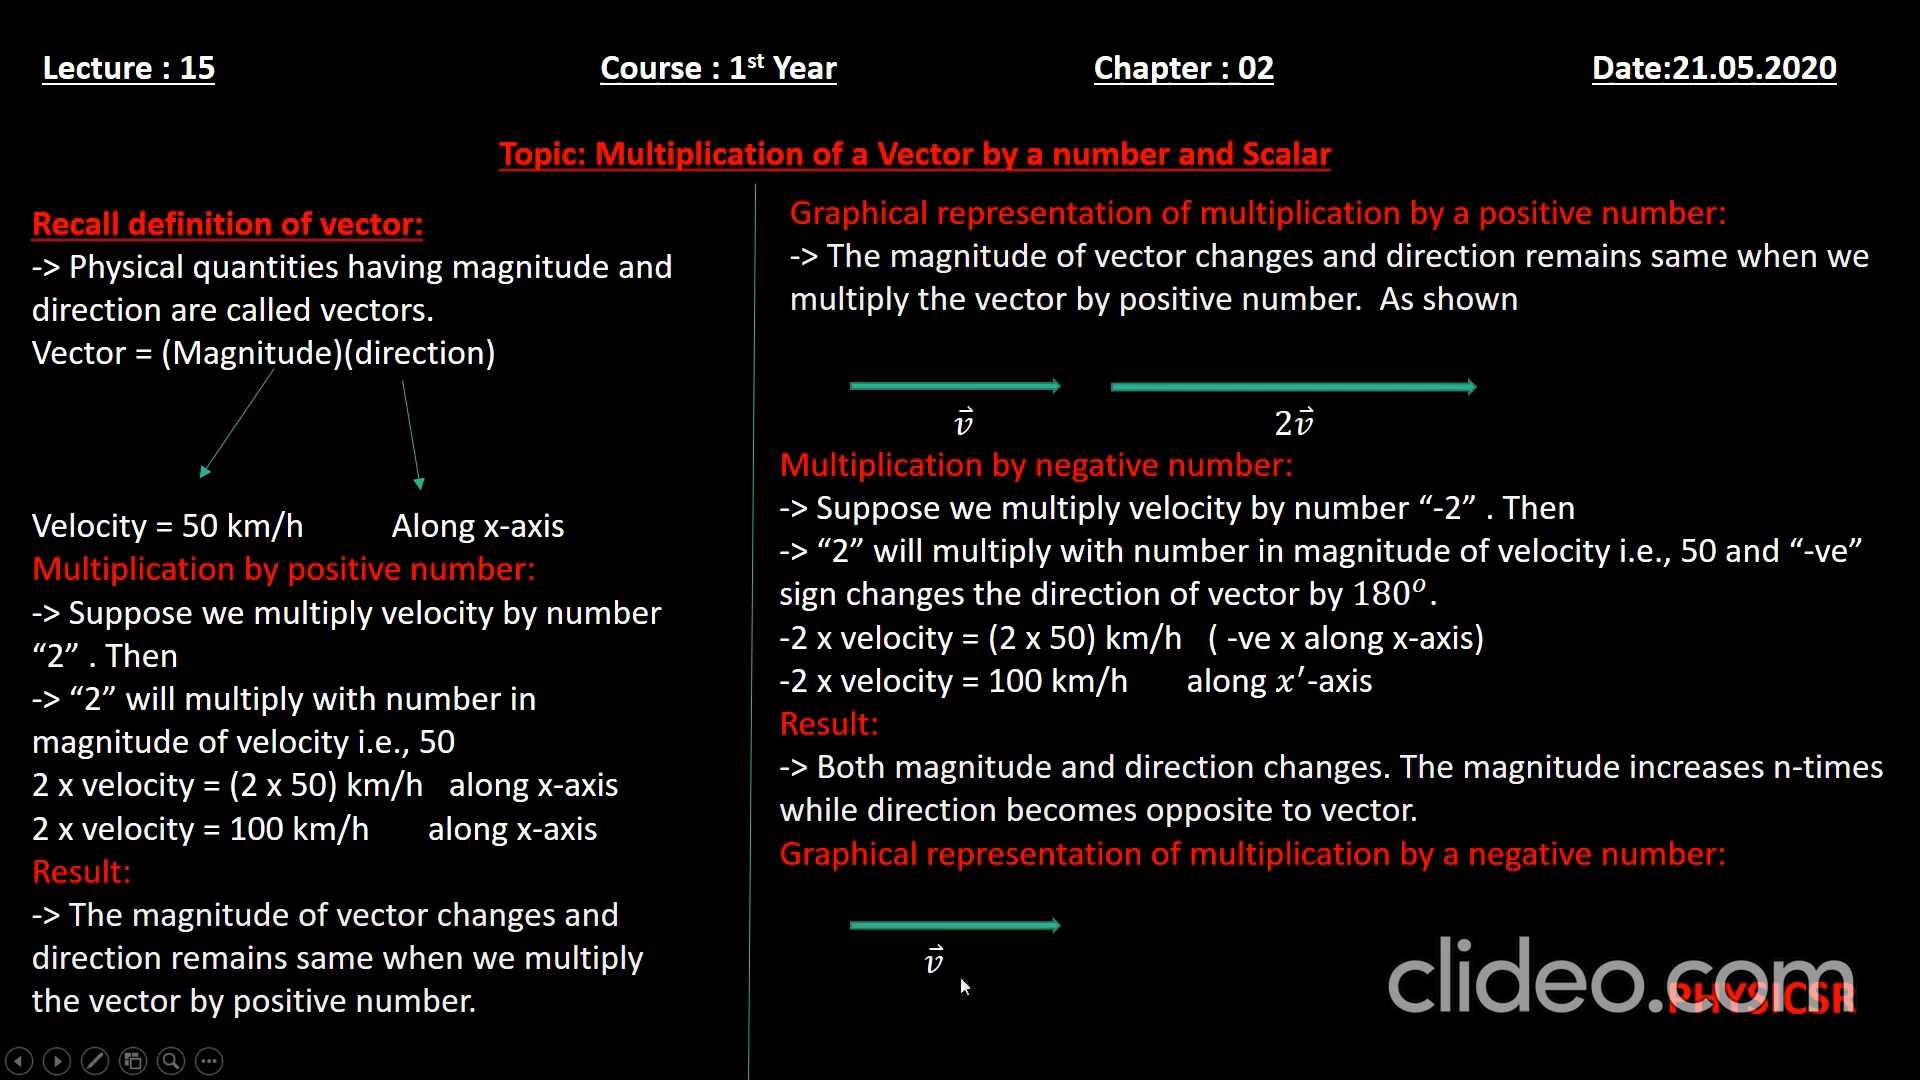 Lecture : 15 Course : 1st Year Chapter : 02 Date:21.05.2020
Topic: Multiplication of a Vector by a number and Scalar
Recall definition of vector:
-> Physical quantities having magnitude and
direction are called vectors.
Vector = (Magnitude)(direction)
Velocity = 50 km/h Along x-axis
Multiplication by positive number:
-> Suppose we multiply velocity by number
“2” . Then
-> “2” will multiply with number in
magnitude of velocity i.e., 50
2 x velocity = (2 x 50) km/h along x-axis
2 x velocity = 100 km/h along x-axis
Result:
-> The magnitude of vector changes and
direction remains same when we multiply
the vector by positive number.
Graphical representation of multiplication by a positive number:
-> The magnitude of vector changes and direction remains same when we
multiply the vector by positive number. As shown
v⃗ 2v⃗
Multiplication by negative number:
-> Suppose we multiply velocity by number “-2” . Then
-> “2” will multiply with number in magnitude of velocity i.e., 50 and “-ve”
sign changes the direction of vector by 180ᵒ.
-2 x velocity = (2 x 50) km/h ( -ve x along x-axis)
-2 x velocity = 100 km/h along x′-axis
Result:
-> Both magnitude and direction changes. The magnitude increases n-times
while direction becomes opposite to vector.
Graphical representation of multiplication by a negative number:
v⃗
clideo.com
PHYSICSR